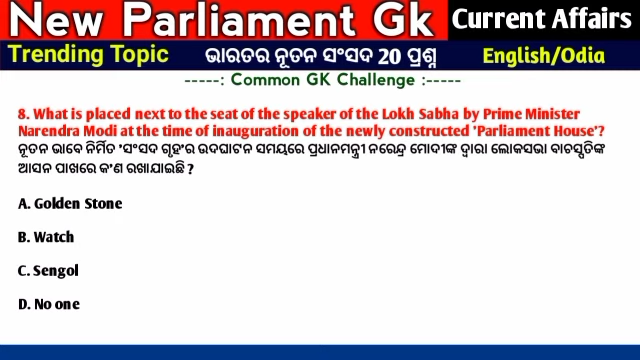 New Parliament Gk
Current Affairs
Trending Topic
ଭାରତର ନୂତନ ସଂସଦ 20 ପ୍ରଶ୍ନ
English/Odia
-----: Common GK Challenge :-----
8. What is placed next to the seat of the speaker of the Lokh Sabha by Prime Minister
Narendra Modi at the time of inauguration of the newly constructed 'Parliament House'?
ନୂତନ ଭାବେ ନିର୍ମିତ 'ସଂସଦ ଗୃହ'ର ଉଦଘାଟନ ସମୟରେ ପ୍ରଧାନମନ୍ତ୍ରୀ ନରେନ୍ଦ୍ର ମୋଦୀଙ୍କ ଦ୍ୱାରା ଲୋକସଭା ବାଚସ୍ପତିଙ୍କ
ଆସନ ପାଖରେ କ'ଣ ରଖାଯାଇଛି ?
A. Golden Stone
B. Watch
C. Sengol
D. No one